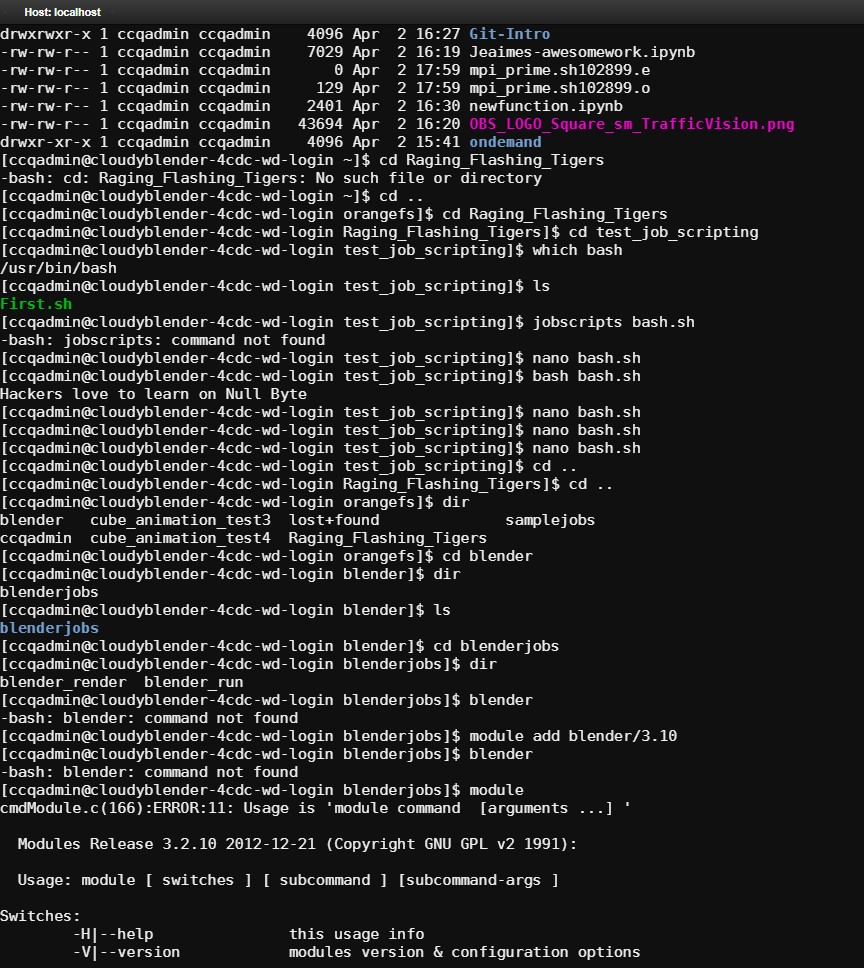 Host: localhost
drwxrwxr-x 1 ccqadmin ccqadmin    4096 Apr  2 16:27 Git-Intro
-rw-rw-r-- 1 ccqadmin ccqadmin    7029 Apr  2 16:19 Jeaimes-awesomework.ipynb
-rw-rw-r-- 1 ccqadmin ccqadmin       0 Apr  2 17:59 mpi_prime.sh102899.e
-rw-rw-r-- 1 ccqadmin ccqadmin     129 Apr  2 17:59 mpi_prime.sh102899.o
-rw-rw-r-- 1 ccqadmin ccqadmin    2401 Apr  2 16:30 newfunction.ipynb
-rw-rw-r-- 1 ccqadmin ccqadmin   43694 Apr  2 16:20 OBS_LOGO_Square_sm_TrafficVision.png
drwxr-xr-x 1 ccqadmin ccqadmin    4096 Apr  2 15:41 ondemand
[ccqadmin@cloudyblender-4cdc-wd-login ~]$ cd Raging_Flashing_Tigers
-bash: cd: Raging_Flashing_Tigers: No such file or directory
[ccqadmin@cloudyblender-4cdc-wd-login ~]$ cd ..
[ccqadmin@cloudyblender-4cdc-wd-login orangefs]$ cd Raging_Flashing_Tigers
[ccqadmin@cloudyblender-4cdc-wd-login Raging_Flashing_Tigers]$ cd test_job_scripting
[ccqadmin@cloudyblender-4cdc-wd-login test_job_scripting]$ which bash
/usr/bin/bash
[ccqadmin@cloudyblender-4cdc-wd-login test_job_scripting]$ ls
First.sh
[ccqadmin@cloudyblender-4cdc-wd-login test_job_scripting]$ jobscripts bash.sh
-bash: jobscripts: command not found
[ccqadmin@cloudyblender-4cdc-wd-login test_job_scripting]$ nano bash.sh
[ccqadmin@cloudyblender-4cdc-wd-login test_job_scripting]$ bash bash.sh
Hackers love to learn on Null Byte
[ccqadmin@cloudyblender-4cdc-wd-login test_job_scripting]$ nano bash.sh
[ccqadmin@cloudyblender-4cdc-wd-login test_job_scripting]$ nano bash.sh
[ccqadmin@cloudyblender-4cdc-wd-login test_job_scripting]$ nano bash.sh
[ccqadmin@cloudyblender-4cdc-wd-login test_job_scripting]$ cd ..
[ccqadmin@cloudyblender-4cdc-wd-login Raging_Flashing_Tigers]$ cd ..
[ccqadmin@cloudyblender-4cdc-wd-login orangefs]$ dir
blender   cube_animation_test3  lost+found              samplejobs
ccqadmin  cube_animation_test4  Raging_Flashing_Tigers
[ccqadmin@cloudyblender-4cdc-wd-login orangefs]$ cd blender
[ccqadmin@cloudyblender-4cdc-wd-login blender]$ dir
blenderjobs
[ccqadmin@cloudyblender-4cdc-wd-login blender]$ ls
blenderjobs
[ccqadmin@cloudyblender-4cdc-wd-login blender]$ cd blenderjobs
[ccqadmin@cloudyblender-4cdc-wd-login blenderjobs]$ dir
blender_render  blender_run
[ccqadmin@cloudyblender-4cdc-wd-login blenderjobs]$ blender
-bash: blender: command not found
[ccqadmin@cloudyblender-4cdc-wd-login blenderjobs]$ module add blender/3.10
[ccqadmin@cloudyblender-4cdc-wd-login blenderjobs]$ blender
-bash: blender: command not found
[ccqadmin@cloudyblender-4cdc-wd-login blenderjobs]$ module
cmdModule.c(166):ERROR:11: Usage is 'module command  [arguments ...] '
  Modules Release 3.2.10 2012-12-21 (Copyright GNU GPL v2 1991):
  Usage: module [ switches ] [ subcommand ] [subcommand-args ]
Switches:
        -H|--help               this usage info
        -V|--version            modules version & configuration options